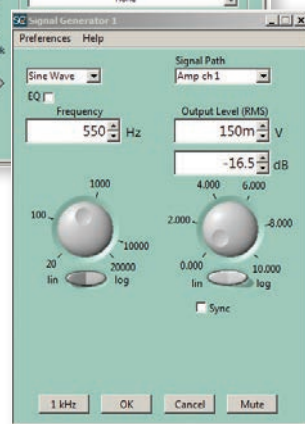 Signal Generator 1
Preferences Help
Signal Path
Sine Wave
Amp ch1
EQ
Frequency
Output Level (RMS)
550 Hz
150m V
-16.5 dB
1000
4.000 6.000
100
2.000
8.000
10000
20
20000
0.000
10.000
lin log
lin log
Sync
1 kHz OK Cancel Mute